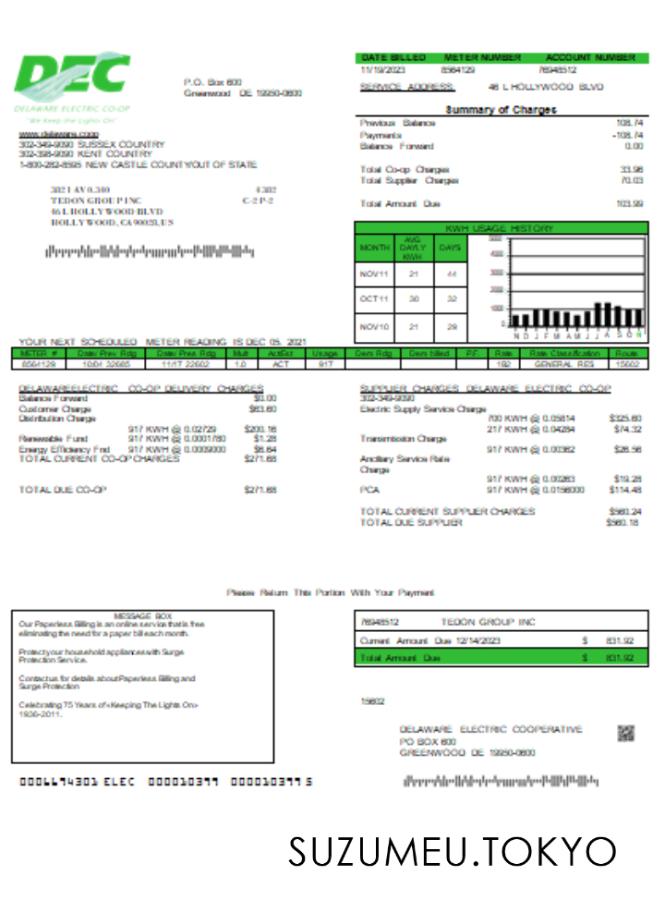 DEC
DELAWARE ELECTRIC CO-OP
"We Keep the Lights On"
P.O. Box 600
Greenwood DE 19950-0600
www.delaware.coop
302-349-9090 SUSSEX COUNTRY
302-398-9090 KENT COUNTRY
1-800-282-8595 NEW CASTLE COUNTY/OUT OF STATE
TEDON GROUP INC
C-2 P-2
46 L HOLLYWOOD BLVD
HOLLYWOOD, CA 90028, US
DATE BILLED METER NUMBER ACCOUNT NUMBER
11/19/2023 8564129 76948512
SERVICE ADDRESS 46 L HOLLYWOOD BLVD
Summary of Charges
Previous Balance 108.74
Payments -108.74
Balance Forward 0.00
Total Co-op Charges 33.96
Total Supplier Charges 70.03
Total Amount Due 103.99
KWH USAGE HISTORY
MONTH AVG DAYLY KWH DAYS
NOV11 21 44
OCT11 30 32
NOV10 21 29
5000
4000
3000
2000
1000
0
N D J F M A M J J A S O N
YOUR NEXT SCHEDULED METER READING IS DEC 05, 2021
METER # Date/ Prev Rdg Date/ Pres Rdg Mult Act/Est Usage Dem Rdg Dem billed P.F. Rate Rate Classification Route
8564129 10/04 32685 11/17 22602 1.0 ACT 917 192 GENERAL RES 15602
DELAWAREELECTRIC CO-OP DELIVERY CHARGES
Balance Forward $0.00
Customer Charge $63.60
Distribution Charge
917 KWH @ 0.02729 $200.16
Renewable Fund 917 KWH @ 0.0001780 $1.28
Energy Efficiency Fnd 917 KWH @ 0.0009000 $6.64
TOTAL CURRENT CO-OP CHARGES $271.68
TOTAL DUE CO-OP $271.68
SUPPLIER CHARGES DELAWARE ELECTRIC CO-OP
302-349-9090
Electric Supply Service Charge
700 KWH @ 0.05814 $325.60
217 KWH @ 0.04284 $74.32
Transmission Charge
917 KWH @ 0.00362 $26.56
Ancillary Service Rate
Charge
917 KWH @ 0.00263 $19.28
PCA 917 KWH @ 0.0156000 $114.48
TOTAL CURRENT SUPPLIER CHARGES $560.24
TOTAL DUE SUPPLIER $560.18
Please Return This Portion With Your Payment
MESSAGE BOX
Our Paperless Billing is an online service that is free
eliminating the need for a paper bill each month.
Protect your household appliances with Surge
Protection Service.
Contact us for details about Paperless Billing and
Surge Protection
Celebrating 75 Years of «Keeping The Lights On»
1936-2011.
76948512 TEDON GROUP INC
Current Amount Due 12/14/2023 $ 831.92
Total Amount Due $ 831.92
15602
DELAWARE ELECTRIC COOPERATIVE
PO BOX 600
GREENWOOD DE 19950-0600
0006694301 ELEC 0000010399 0000010399 5
SUZUMEU.TOKYO